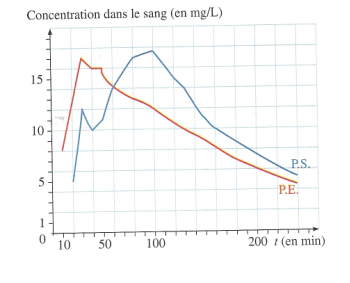 Concentration dans le sang (en mg/L)
15
10
5
1
0
10 50 100 200 t (en min)
P.S.
P.E.